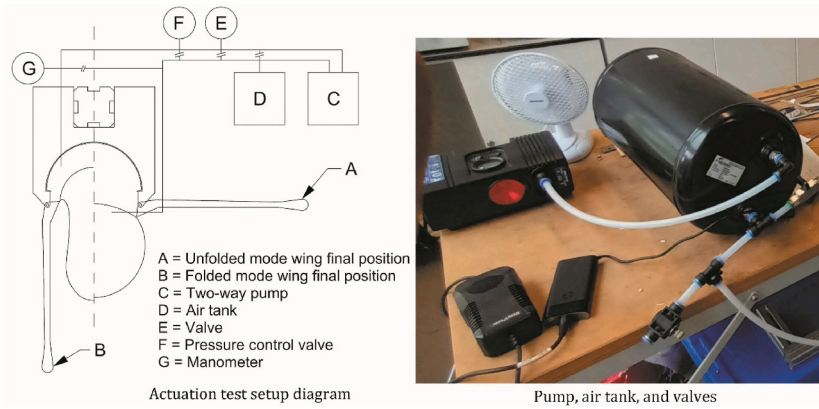 F
E
G
D
C
A
B
A = Unfolded mode wing final position
B = Folded mode wing final position
C = Two-way pump
D = Air tank
E = Valve
F = Pressure control valve
G = Manometer
Actuation test setup diagram
Pump, air tank, and valves